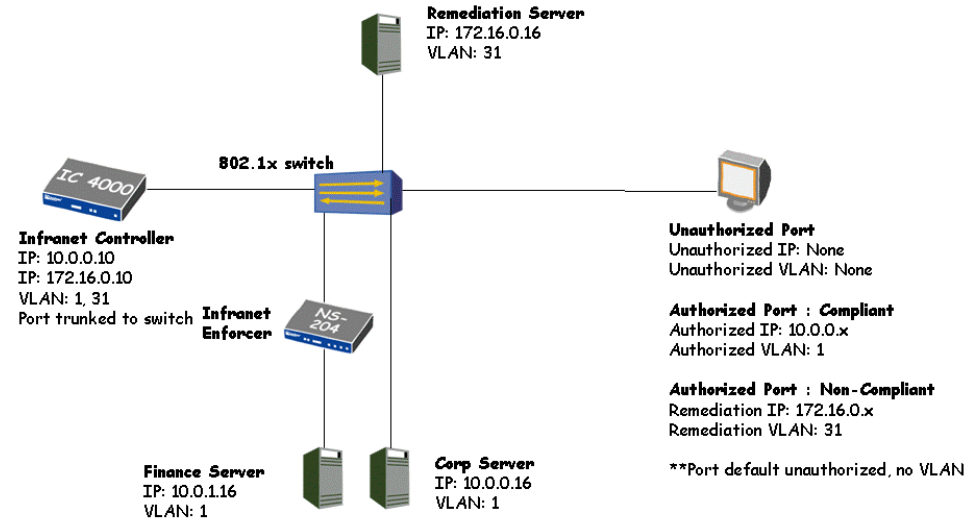 Remediation Server
IP: 172.16.0.16
VLAN: 31
802.1x switch
IC 4000
Infranet Controller
IP: 10.0.0.10
IP: 172.16.0.10
VLAN: 1, 31
Port trunked to switch
Infranet
Enforcer
NS-
204
Unauthorized Port
Unauthorized IP: None
Unauthorized VLAN: None
Authorized Port : Compliant
Authorized IP: 10.0.0.x
Authorized VLAN: 1
Authorized Port : Non-Compliant
Remediation IP: 172.16.0.x
Remediation VLAN: 31
**Port default unauthorized, no VLAN
Finance Server
IP: 10.0.1.16
VLAN: 1
Corp Server
IP: 10.0.0.16
VLAN: 1